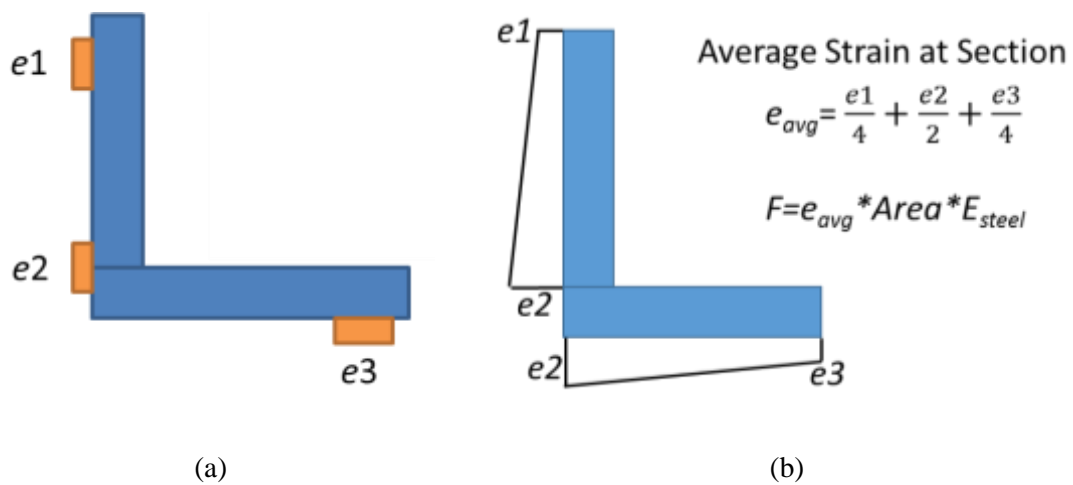 e1
e2
e3
(a)
e1
e2
e2
e3
Average Strain at Section
e_avg= e1/4 + e2/2 + e3/4
F=e_avg*Area*E_steel
(b)